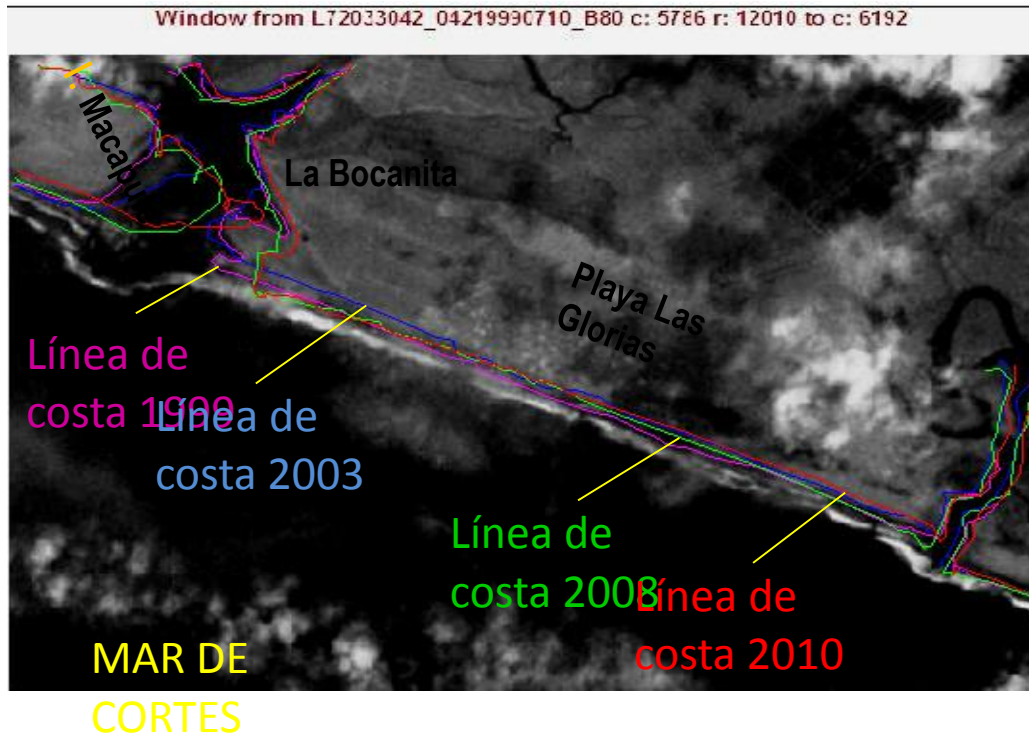 Window from L72033042_04219990710_B80 c: 5786 r: 12010 to c: 6192
Macapu
La Bocanita
Playa Las
Glorias
Línea de
costa 1999
Línea de
costa 2003
Línea de
costa 2008
Línea de
costa 2010
MAR DE
CORTES